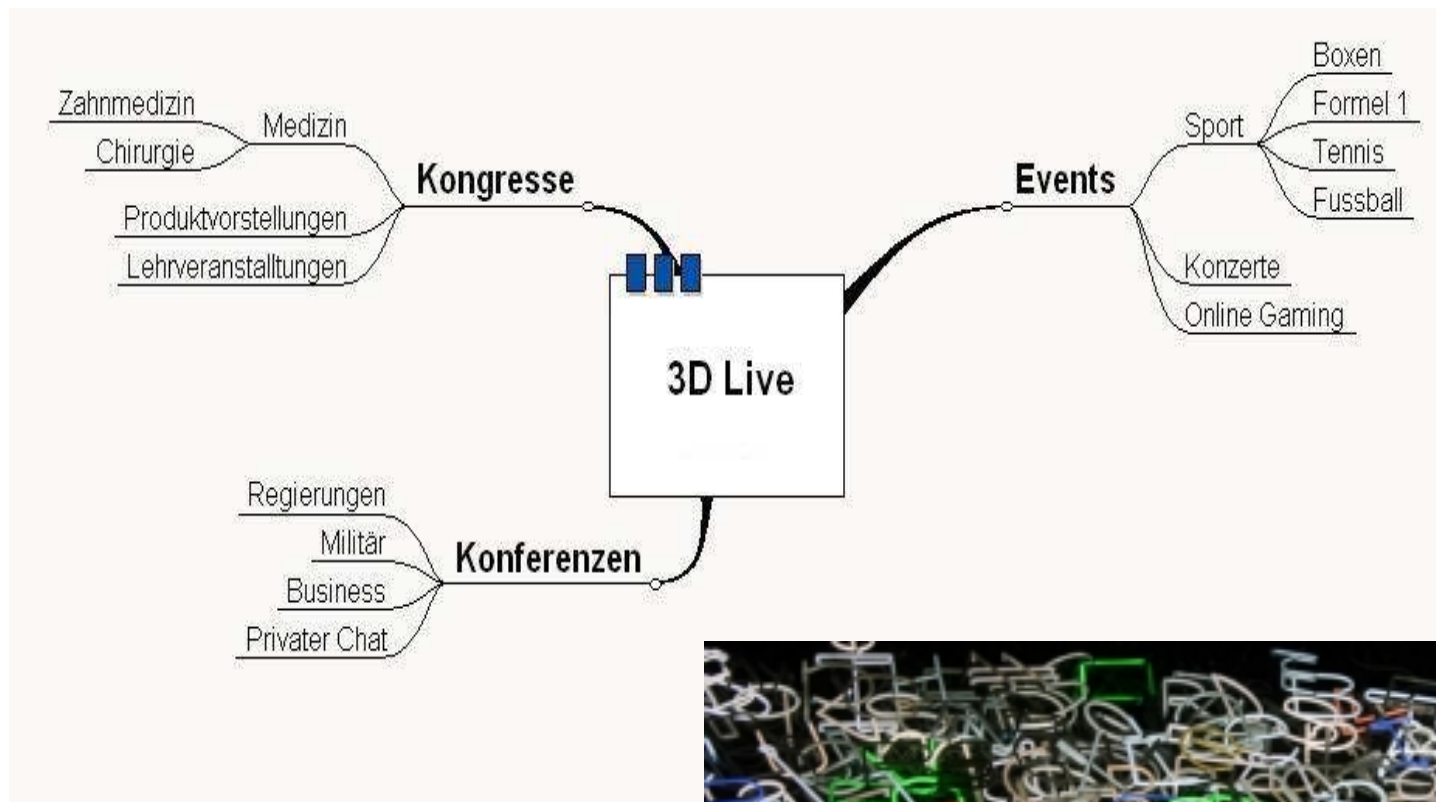 3D Live
Kongresse
Medizin
Zahnmedizin
Chirurgie
Produktvorstellungen
Lehrveranstalltungen
Events
Sport
Boxen
Formel 1
Tennis
Fussball
Konzerte
Online Gaming
Konferenzen
Regierungen
Militär
Business
Privater Chat